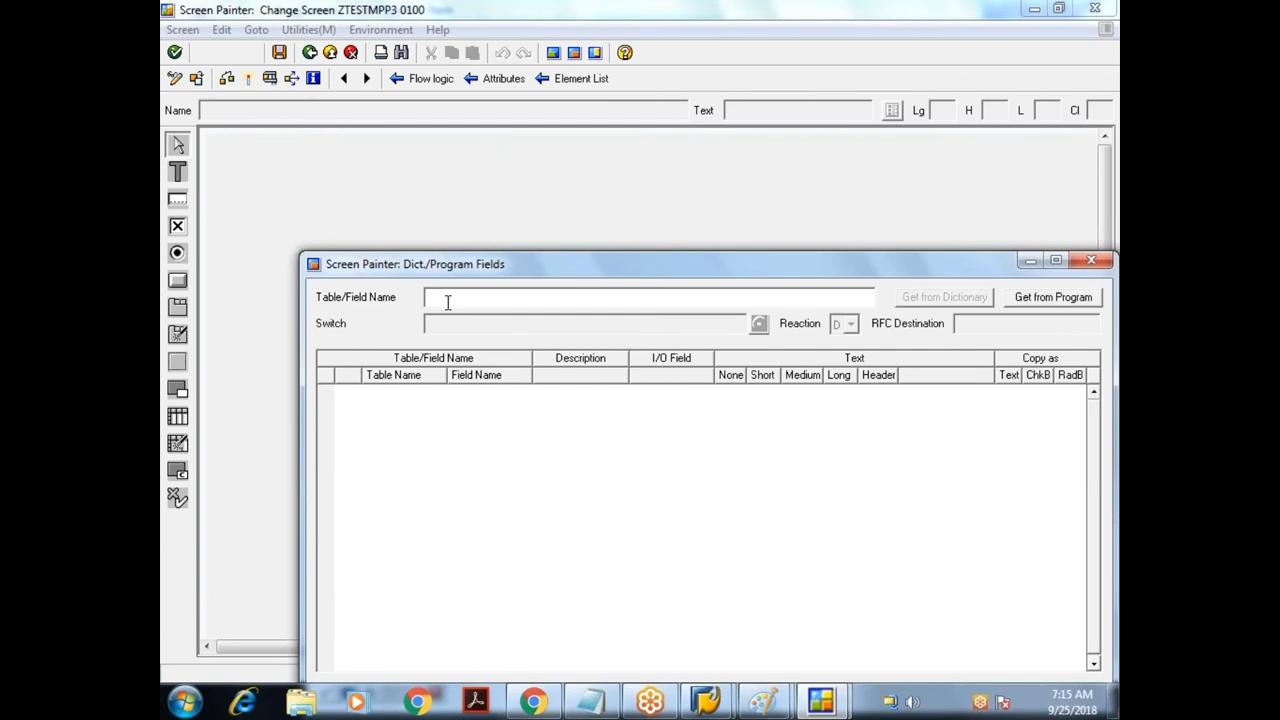 Screen Painter: Change Screen ZTESTMPP3 0100
Screen Edit Goto Utilities(M) Environment Help
Flow logic Attributes Element List
Name Text Lg H L Cl
Screen Painter: Dict./Program Fields
Table/Field Name Get from Dictionary Get from Program
Switch Reaction D RFC Destination
Table/Field Name Description I/O Field Text Copy as
Table Name Field Name None Short Medium Long Header Text ChkB RadB
7:15 AM
9/25/2018